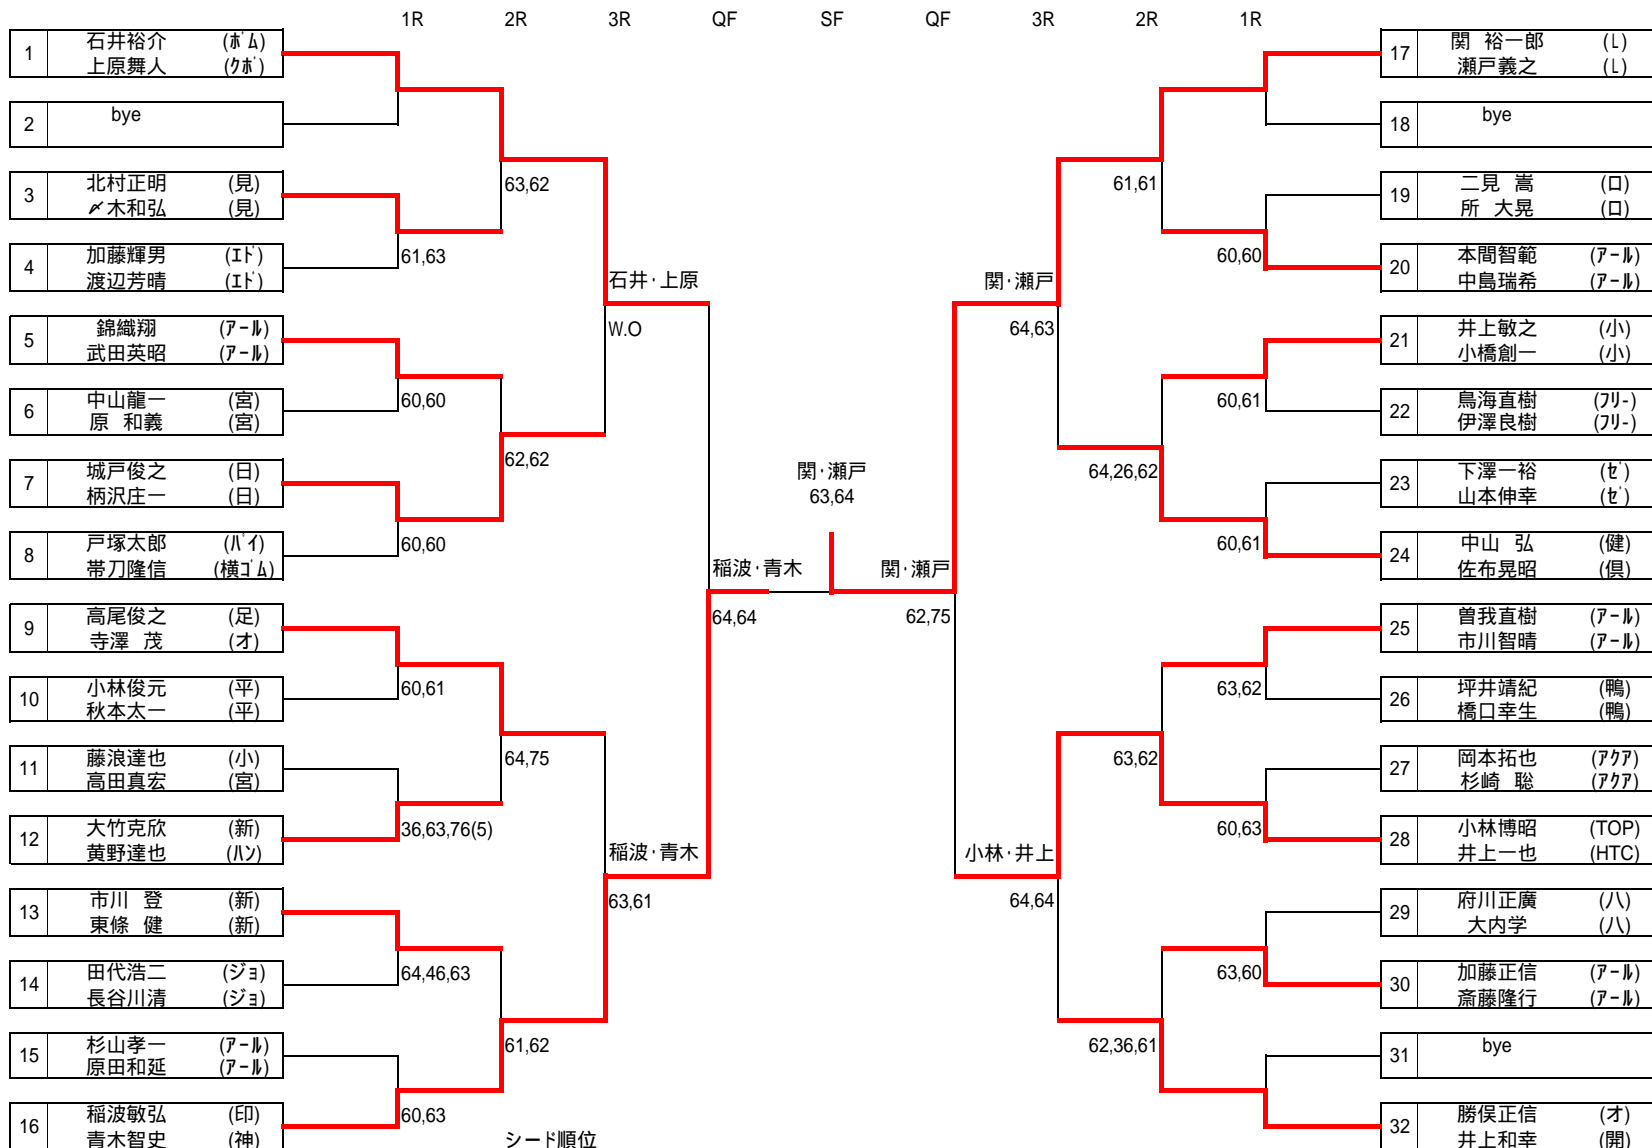 1R 2R 3R QF SF QF 3R 2R 1R
1 石井裕介 (ﾎﾞﾑ)
上原舞人 (ｸﾎﾞ)
2 bye
3 北村正明 (見)
〆木和弘 (見)
61,63
63,62
4 加藤輝男 (ｴﾄﾞ)
渡辺芳晴 (ｴﾄﾞ)
石井・上原
W.O
5 錦織翔 (ｱｰﾙ)
武田英昭 (ｱｰﾙ)
60,60
6 中山龍一 (宮)
原 和義 (宮)
62,62
7 城戸俊之 (日)
柄沢庄一 (日)
60,60
8 戸塚太郎 (ﾊﾞｲ)
帯刀隆信 (横ｺﾞﾑ)
稲波・青木
64,64
9 高尾俊之 (足)
寺澤 茂 (オ)
60,61
10 小林俊元 (平)
秋本太一 (平)
64,75
11 藤浪達也 (小)
高田真宏 (宮)
36,63,76(5)
12 大竹克欣 (新)
黄野達也 (ﾊﾝ)
稲波・青木
63,61
13 市川 登 (新)
東條 健 (新)
64,46,63
14 田代浩二 (ジョ)
長谷川清 (ジョ)
61,62
15 杉山孝一 (ｱｰﾙ)
原田和延 (ｱｰﾙ)
60,63
16 稲波敏弘 (印)
青木智史 (神)
シード順位
関・瀬戸
63,64
17 関 裕一郎 (L)
瀬戸義之 (L)
18 bye
61,61
19 二見 嵩 (ロ)
所 大晃 (ロ)
60,60
20 本間智範 (ｱｰﾙ)
中島瑞希 (ｱｰﾙ)
関・瀬戸
64,63
21 井上敏之 (小)
小橋創一 (小)
60,61
22 鳥海直樹 (ﾌﾘｰ)
伊澤良樹 (ﾌﾘｰ)
64,26,62
23 下澤一裕 (ｾﾞ)
山本伸幸 (ｾﾞ)
60,61
24 中山 弘 (健)
佐布晃昭 (倶)
関・瀬戸
62,75
25 曽我直樹 (ｱｰﾙ)
市川智晴 (ｱｰﾙ)
63,62
26 坪井靖紀 (鴨)
橋口幸生 (鴨)
63,62
27 岡本拓也 (ｱｸｱ)
杉崎 聡 (ｱｸｱ)
60,63
28 小林博昭 (TOP)
井上一也 (HTC)
小林・井上
64,64
29 府川正廣 (八)
大内学 (八)
63,60
30 加藤正信 (ｱｰﾙ)
斎藤隆行 (ｱｰﾙ)
62,36,61
31 bye
32 勝俣正信 (オ)
井上和幸 (開)